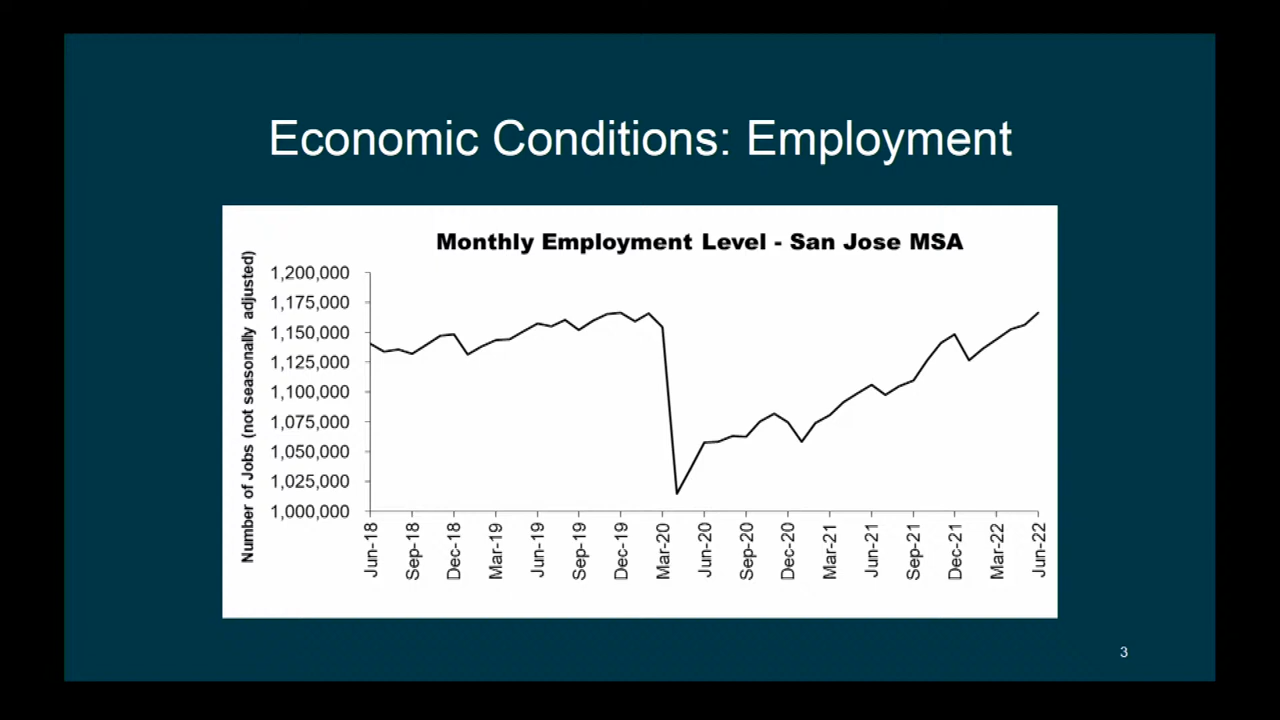 Economic Conditions: Employment
Monthly Employment Level - San Jose MSA
Number of Jobs (not seasonally adjusted)
1,200,000
1,175,000
1,150,000
1,125,000
1,100,000
1,075,000
1,050,000
1,025,000
1,000,000
Jun-18
Sep-18
Dec-18
Mar-19
Jun-19
Sep-19
Dec-19
Mar-20
Jun-20
Sep-20
Dec-20
Mar-21
Jun-21
Sep-21
Dec-21
Mar-22
Jun-22
3